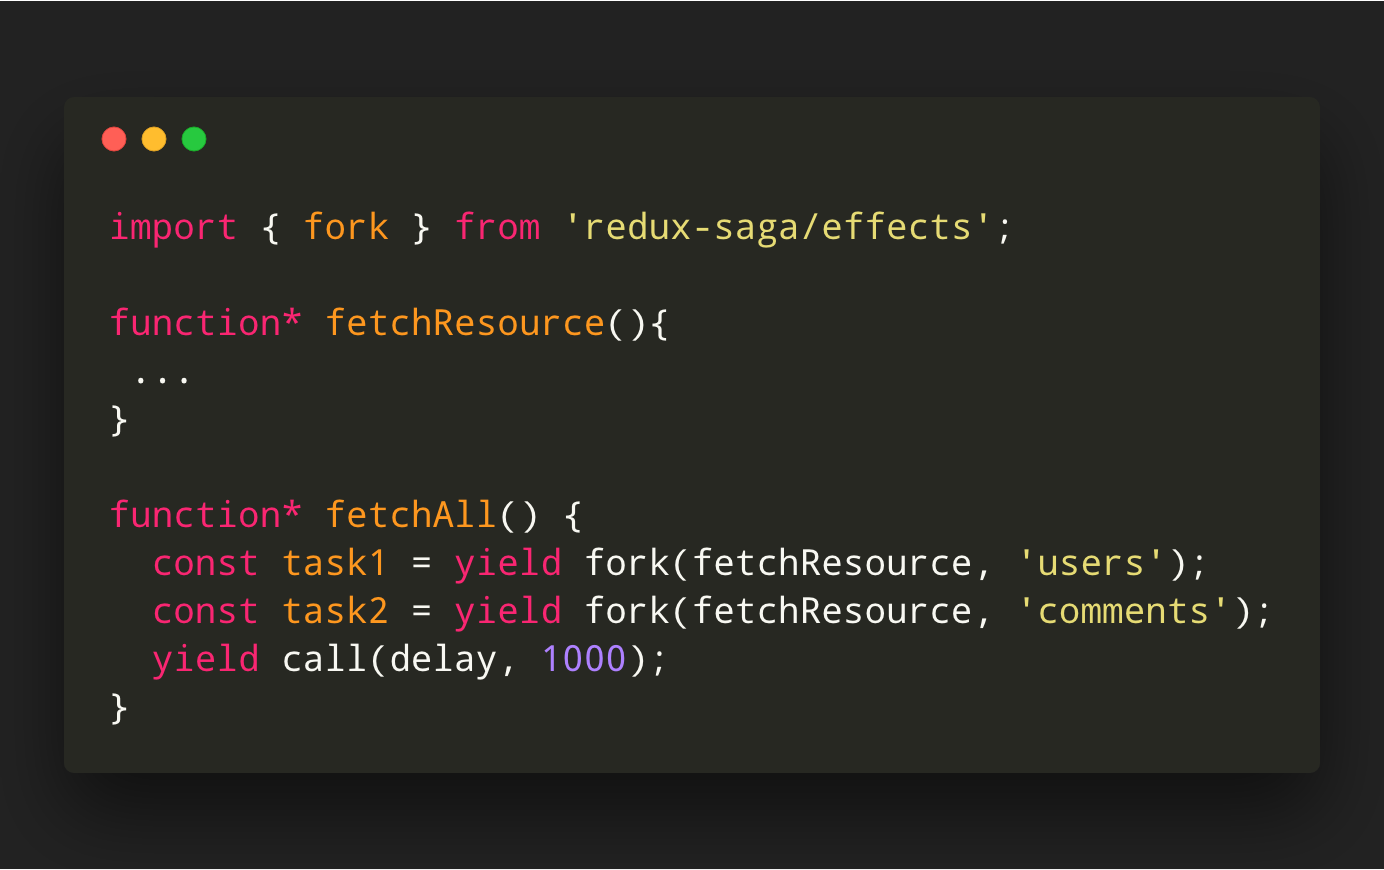 import { fork } from 'redux-saga/effects';
function* fetchResource(){
...
}
function* fetchAll() {
const task1 = yield fork(fetchResource, 'users');
const task2 = yield fork(fetchResource, 'comments');
yield call(delay, 1000);
}